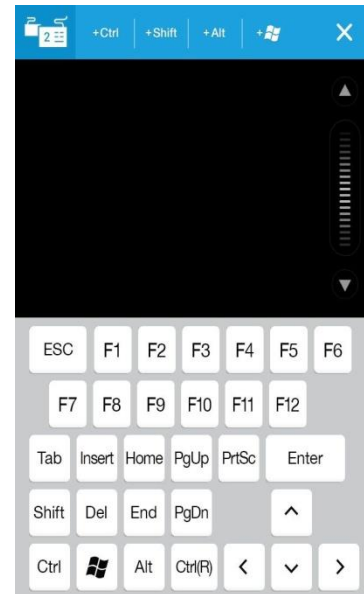 2 +Ctrl +Shift +Alt +
ESC F1 F2 F3 F4 F5 F6
F7 F8 F9 F10 F11 F12
Tab Insert Home PgUp PrtSc Enter
Shift Del End PgDn
Ctrl Alt Ctrl(R)